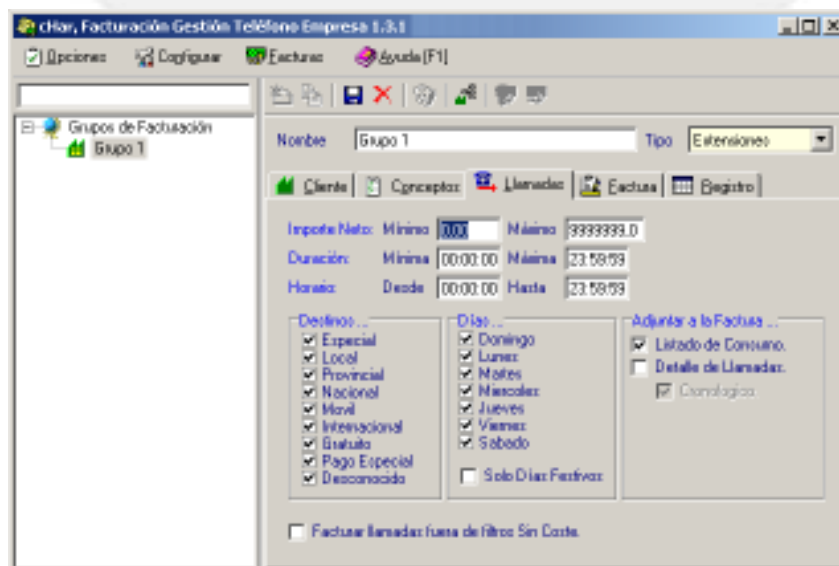 cHar, Facturación Gestión Teléfono Empresa 1.3.1
Opciones Configurar Facturas Ayuda [F1]
Grupos de Facturación
Grupo 1
Nombre Grupo 1 Tipo Extensiones
Cliente Conceptos Llamadas Factura Registro
Importe Neto: Mínimo 0.00 Máximo 9999999.0
Duración: Mínima 00:00:00 Máxima 23:59:59
Horario: Desde 00:00:00 Hasta 23:59:59
Destinos ...
Especial
Local
Provincial
Nacional
Movil
Internacional
Gratuito
Pago Especial
Desconocido
Días ...
Domingo
Lunes
Martes
Miercoles
Jueves
Viernes
Sabado
Solo Días Festivos
Adjuntar a la Factura ...
Listado de Consumo.
Detalle de Llamadas.
Cronologico.
Facturar llamadas fuera de filtros Sin Coste.